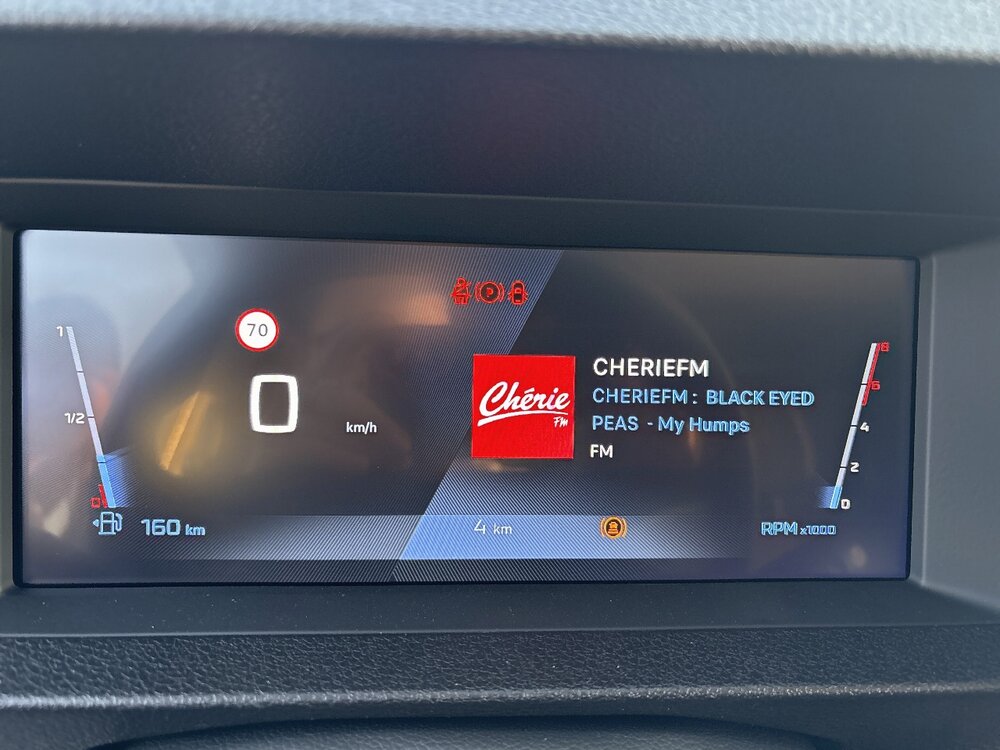 1
1/2
0
160 km
70
0
km/h
4 km
P
Chérie
FM
CHERIEFM
CHERIEFM : BLACK EYED
PEAS - My Humps
FM
8
6
4
2
0
RPM x1000